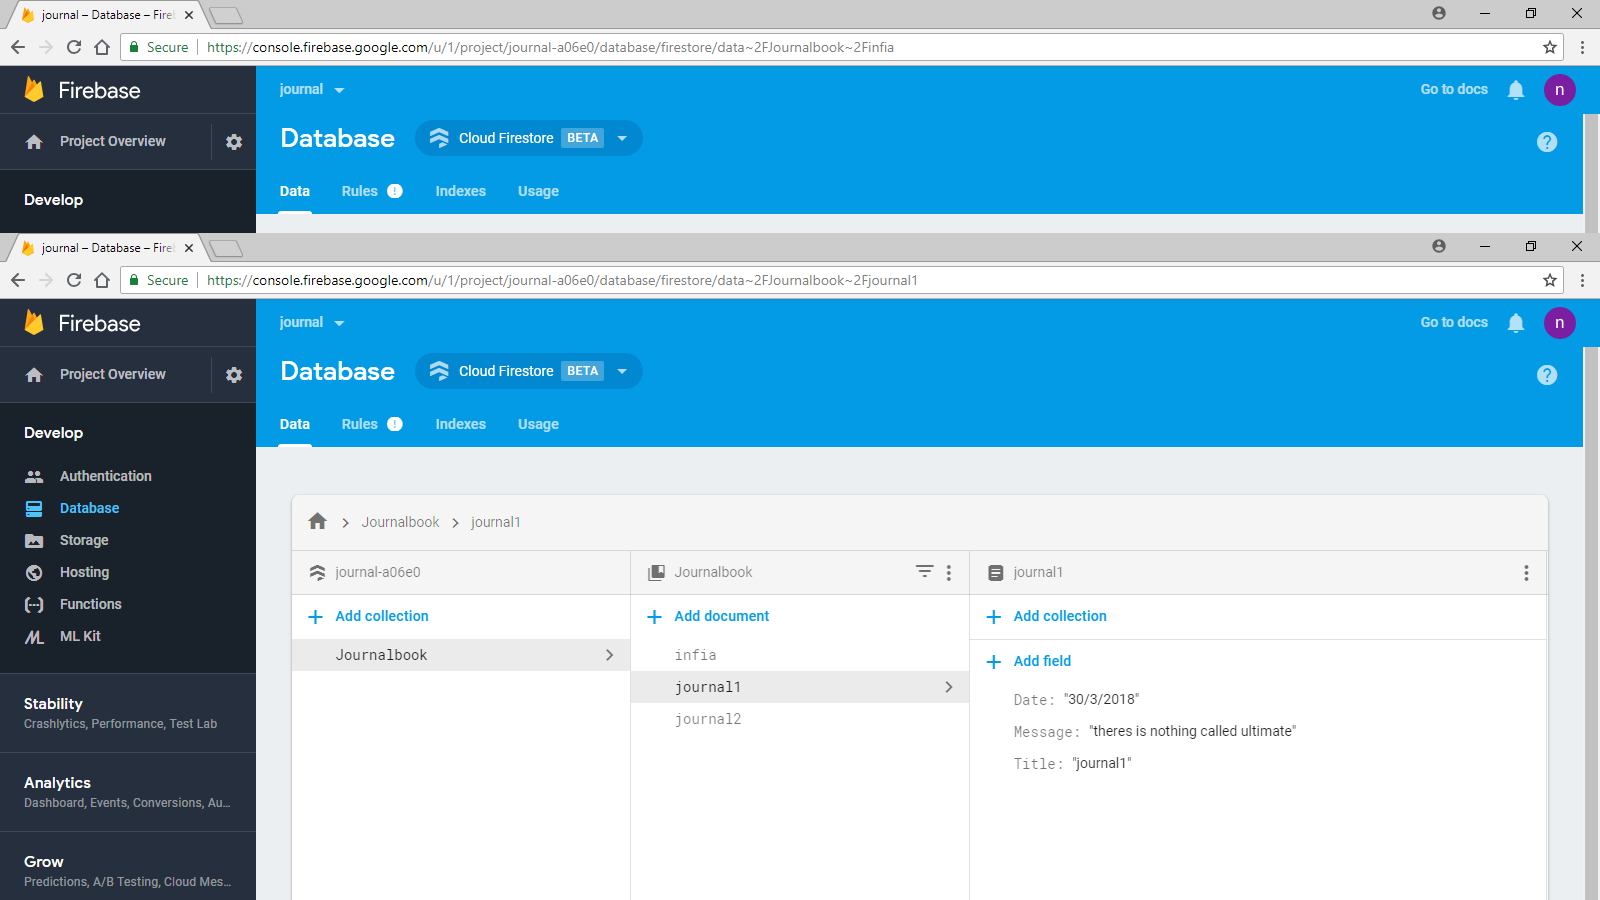 journal – Database – Fire
Secure https://console.firebase.google.com/u/1/project/journal-a06e0/database/firestore/data~2FJournalbook~2Finfia
Firebase
journal
Go to docs
n
Project Overview
Database
Cloud Firestore BETA
?
Develop
Data Rules ! Indexes Usage
journal – Database – Fire
Secure https://console.firebase.google.com/u/1/project/journal-a06e0/database/firestore/data~2FJournalbook~2Fjournal1
Firebase
journal
Go to docs
n
Project Overview
Database
Cloud Firestore BETA
?
Develop
Data Rules ! Indexes Usage
Authentication
Database
Storage
Hosting
Functions
ML Kit
Stability
Crashlytics, Performance, Test Lab
Analytics
Dashboard, Events, Conversions, Au...
Grow
Predictions, A/B Testing, Cloud Mes...
Journalbook > journal1
journal-a06e0
Add collection
Journalbook
Journalbook
Add document
infia
journal1
journal2
journal1
Add collection
Add field
Date: "30/3/2018"
Message: "theres is nothing called ultimate"
Title: "journal1"